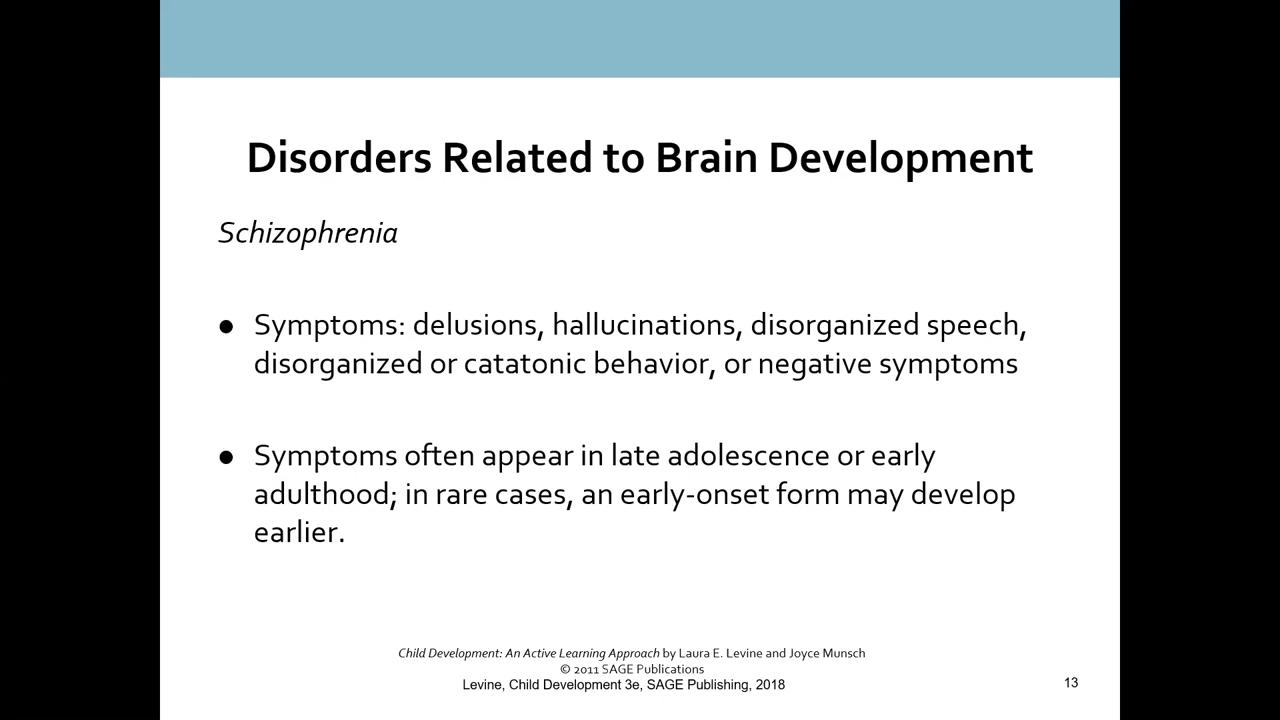 Disorders Related to Brain Development
Schizophrenia
● Symptoms: delusions, hallucinations, disorganized speech,
disorganized or catatonic behavior, or negative symptoms
● Symptoms often appear in late adolescence or early
adulthood; in rare cases, an early-onset form may develop
earlier.
Child Development: An Active Learning Approach by Laura E. Levine and Joyce Munsch
© 2011 SAGE Publications
Levine, Child Development 3e, SAGE Publishing, 2018
13